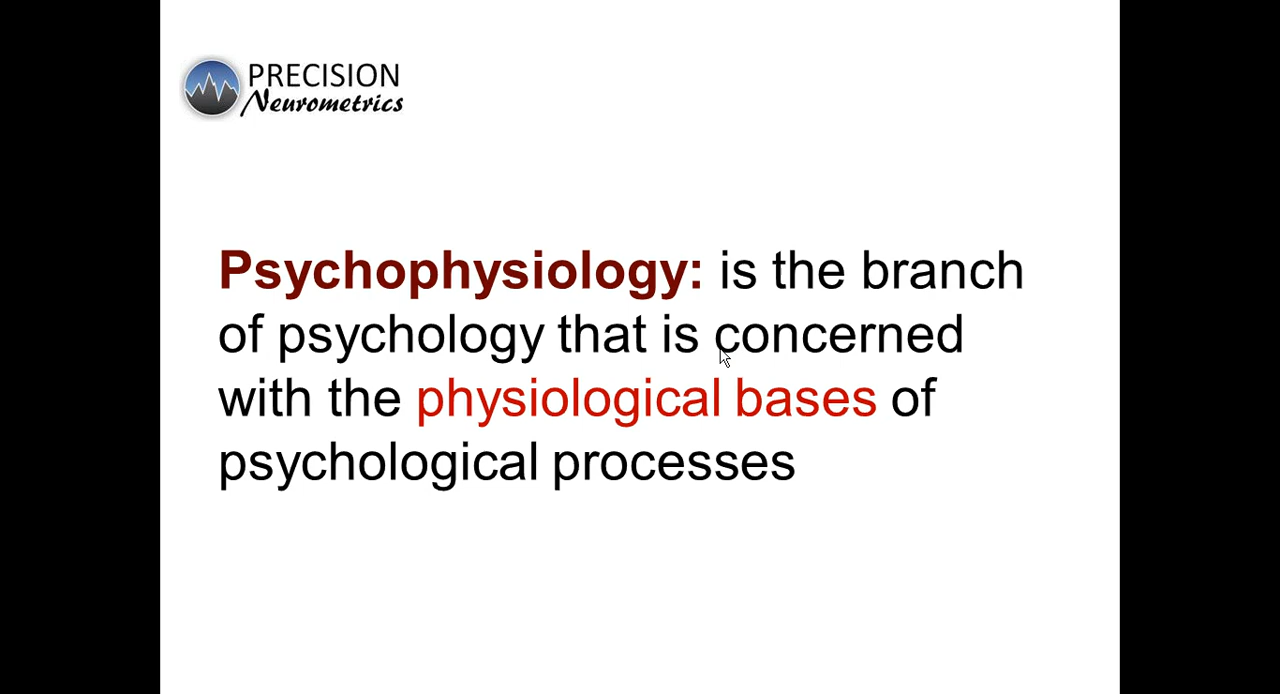 PRECISION
Neurometrics
Psychophysiology: is the branch
of psychology that is concerned
with the physiological bases of
psychological processes